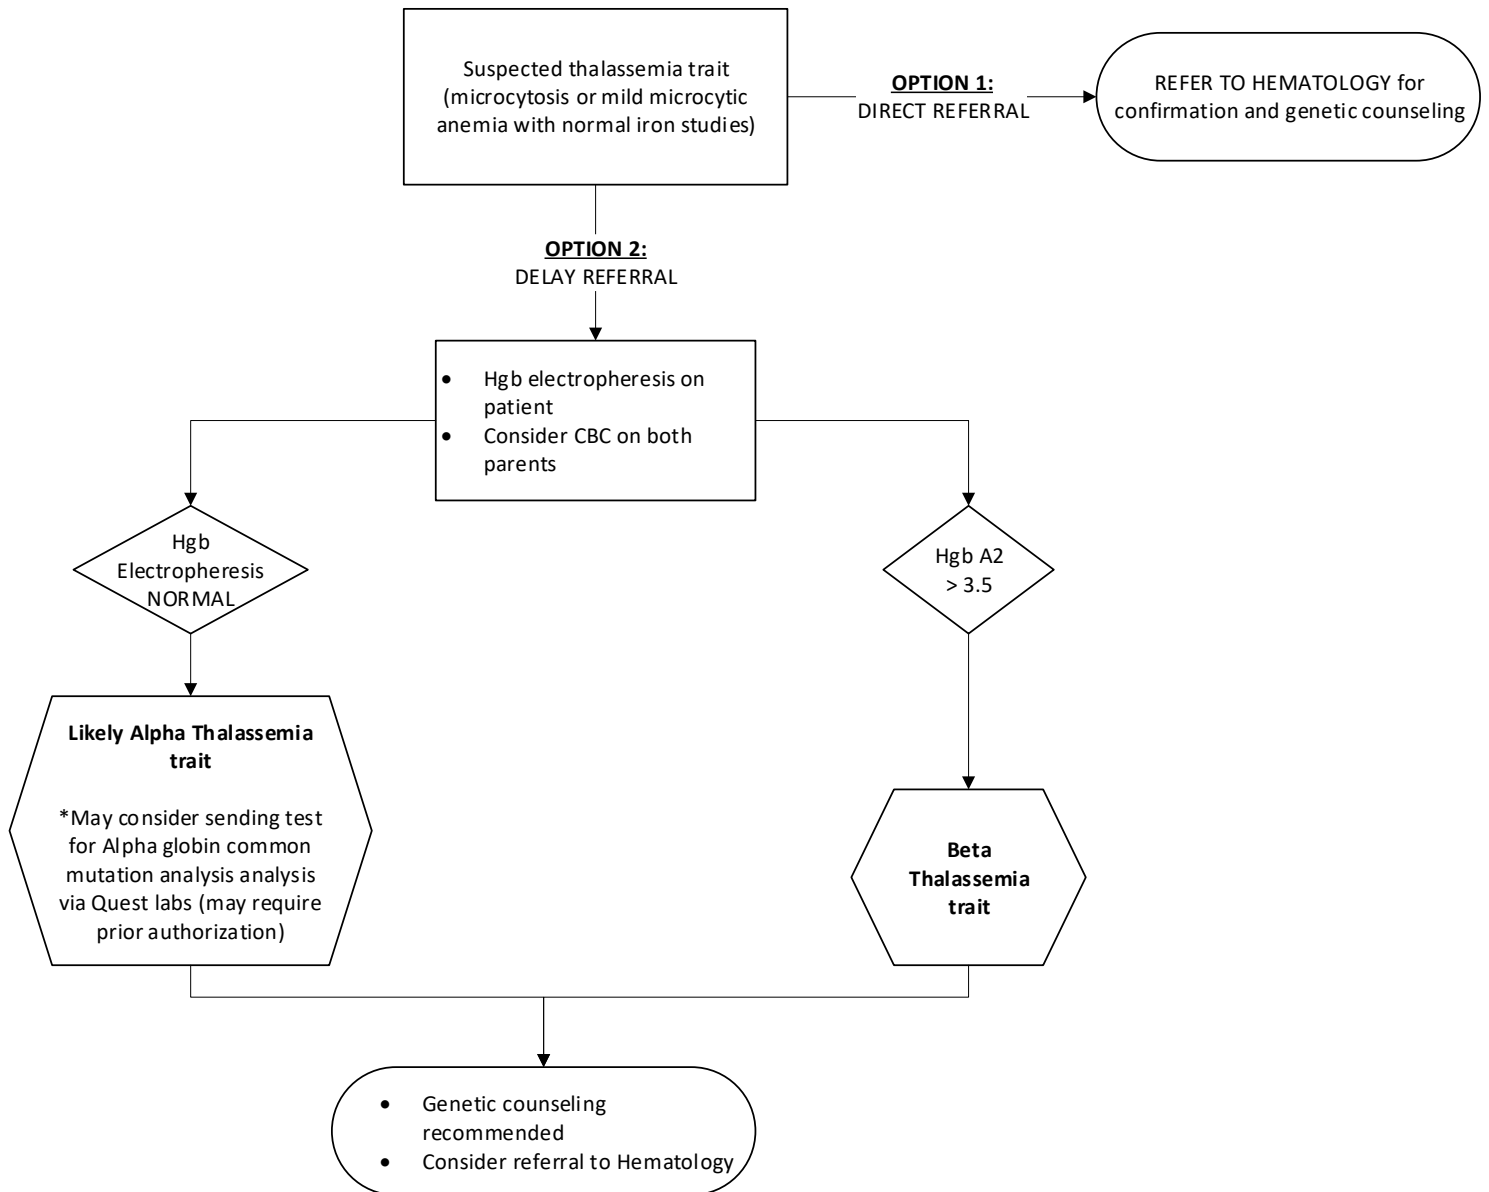 Suspected thalassemia trait
(microcytosis or mild microcytic
anemia with normal iron studies)
OPTION 1:
DIRECT REFERRAL
REFER TO HEMATOLOGY for
confirmation and genetic counseling
OPTION 2:
DELAY REFERRAL
• Hgb electropheresis on
patient
• Consider CBC on both
parents
Hgb
Electropheresis
NORMAL
Hgb A2
> 3.5
Likely Alpha Thalassemia
trait
*May consider sending test
for Alpha globin common
mutation analysis analysis
via Quest labs (may require
prior authorization)
Beta
Thalassemia
trait
• Genetic counseling
recommended
• Consider referral to Hematology